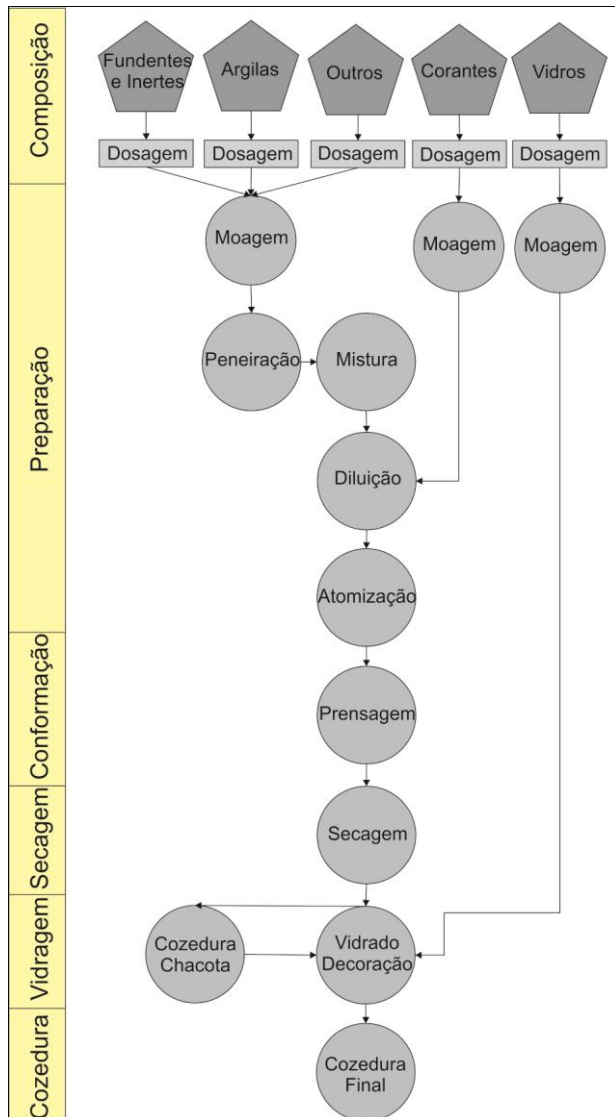 Composição
Fundentes
e Inertes
Argilas
Outros
Corantes
Vidros
Dosagem
Dosagem
Dosagem
Dosagem
Dosagem
Preparação
Moagem
Moagem
Moagem
Peneiração
Mistura
Diluição
Atomização
Conformação
Prensagem
Secagem
Secagem
Vidragem
Cozedura
Chacota
Vidrado
Decoração
Cozedura
Cozedura
Final